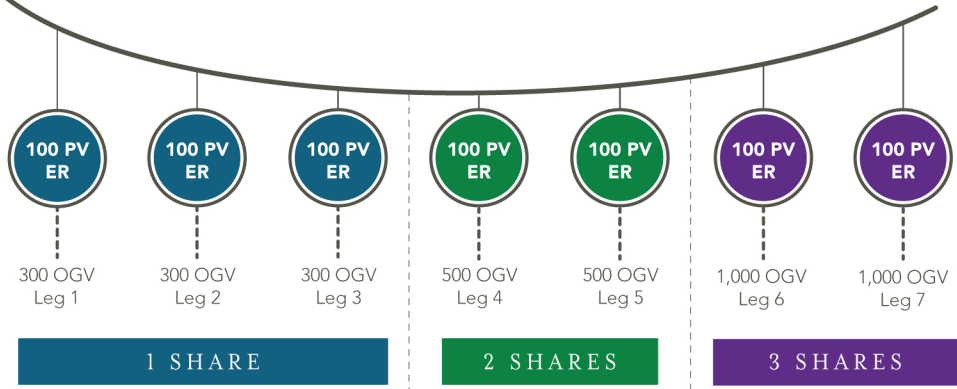 100 PV
ER
100 PV
ER
100 PV
ER
100 PV
ER
100 PV
ER
100 PV
ER
100 PV
ER
300 OGV
Leg 1
300 OGV
Leg 2
300 OGV
Leg 3
500 OGV
Leg 4
500 OGV
Leg 5
1,000 OGV
Leg 6
1,000 OGV
Leg 7
1 SHARE
2 SHARES
3 SHARES